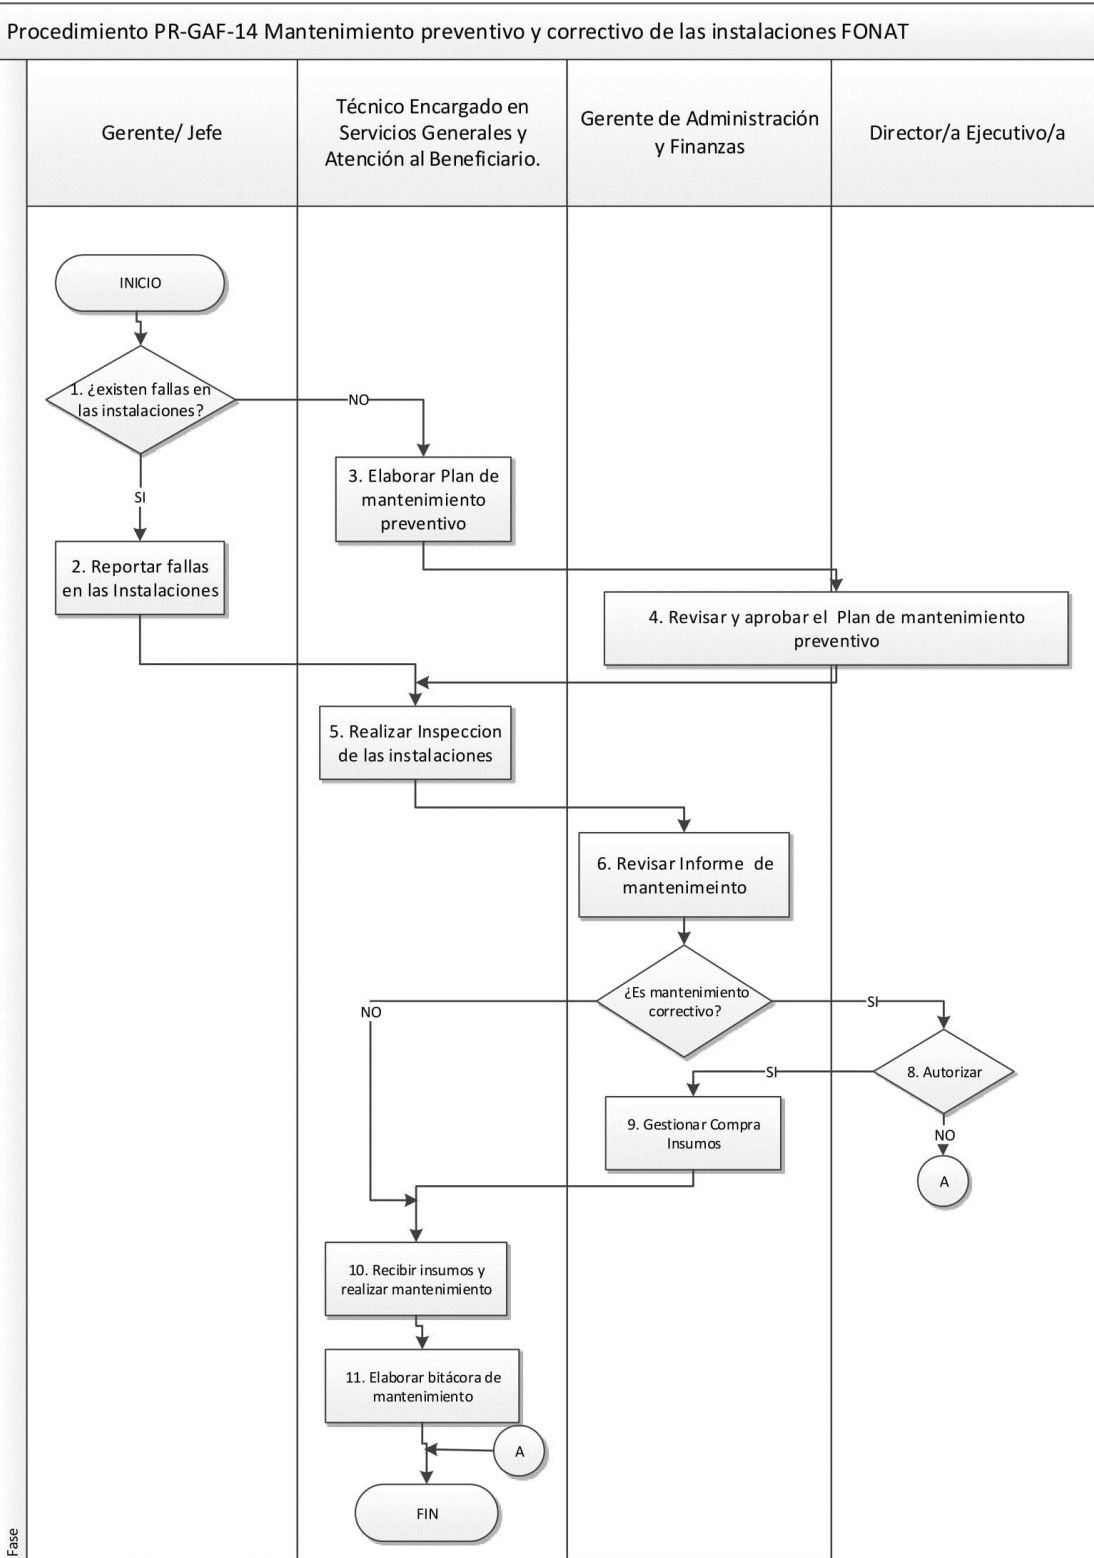 Procedimiento PR-GAF-14 Mantenimiento preventivo y correctivo de las instalaciones FONAT
Gerente/ Jefe
Técnico Encargado en
Servicios Generales y
Atención al Beneficiario.
Gerente de Administración
y Finanzas
Director/a Ejecutivo/a
INICIO
1. ¿existen fallas en
las instalaciones?
NO
SI
3. Elaborar Plan de
mantenimiento
preventivo
2. Reportar fallas
en las Instalaciones
4. Revisar y aprobar el Plan de mantenimiento
preventivo
5. Realizar Inspeccion
de las instalaciones
6. Revisar Informe de
mantenimeinto
¿Es mantenimiento
correctivo?
NO
SI
8. Autorizar
SI
NO
A
9. Gestionar Compra
Insumos
10. Recibir insumos y
realizar mantenimiento
11. Elaborar bitácora de
mantenimiento
A
FIN
Fase